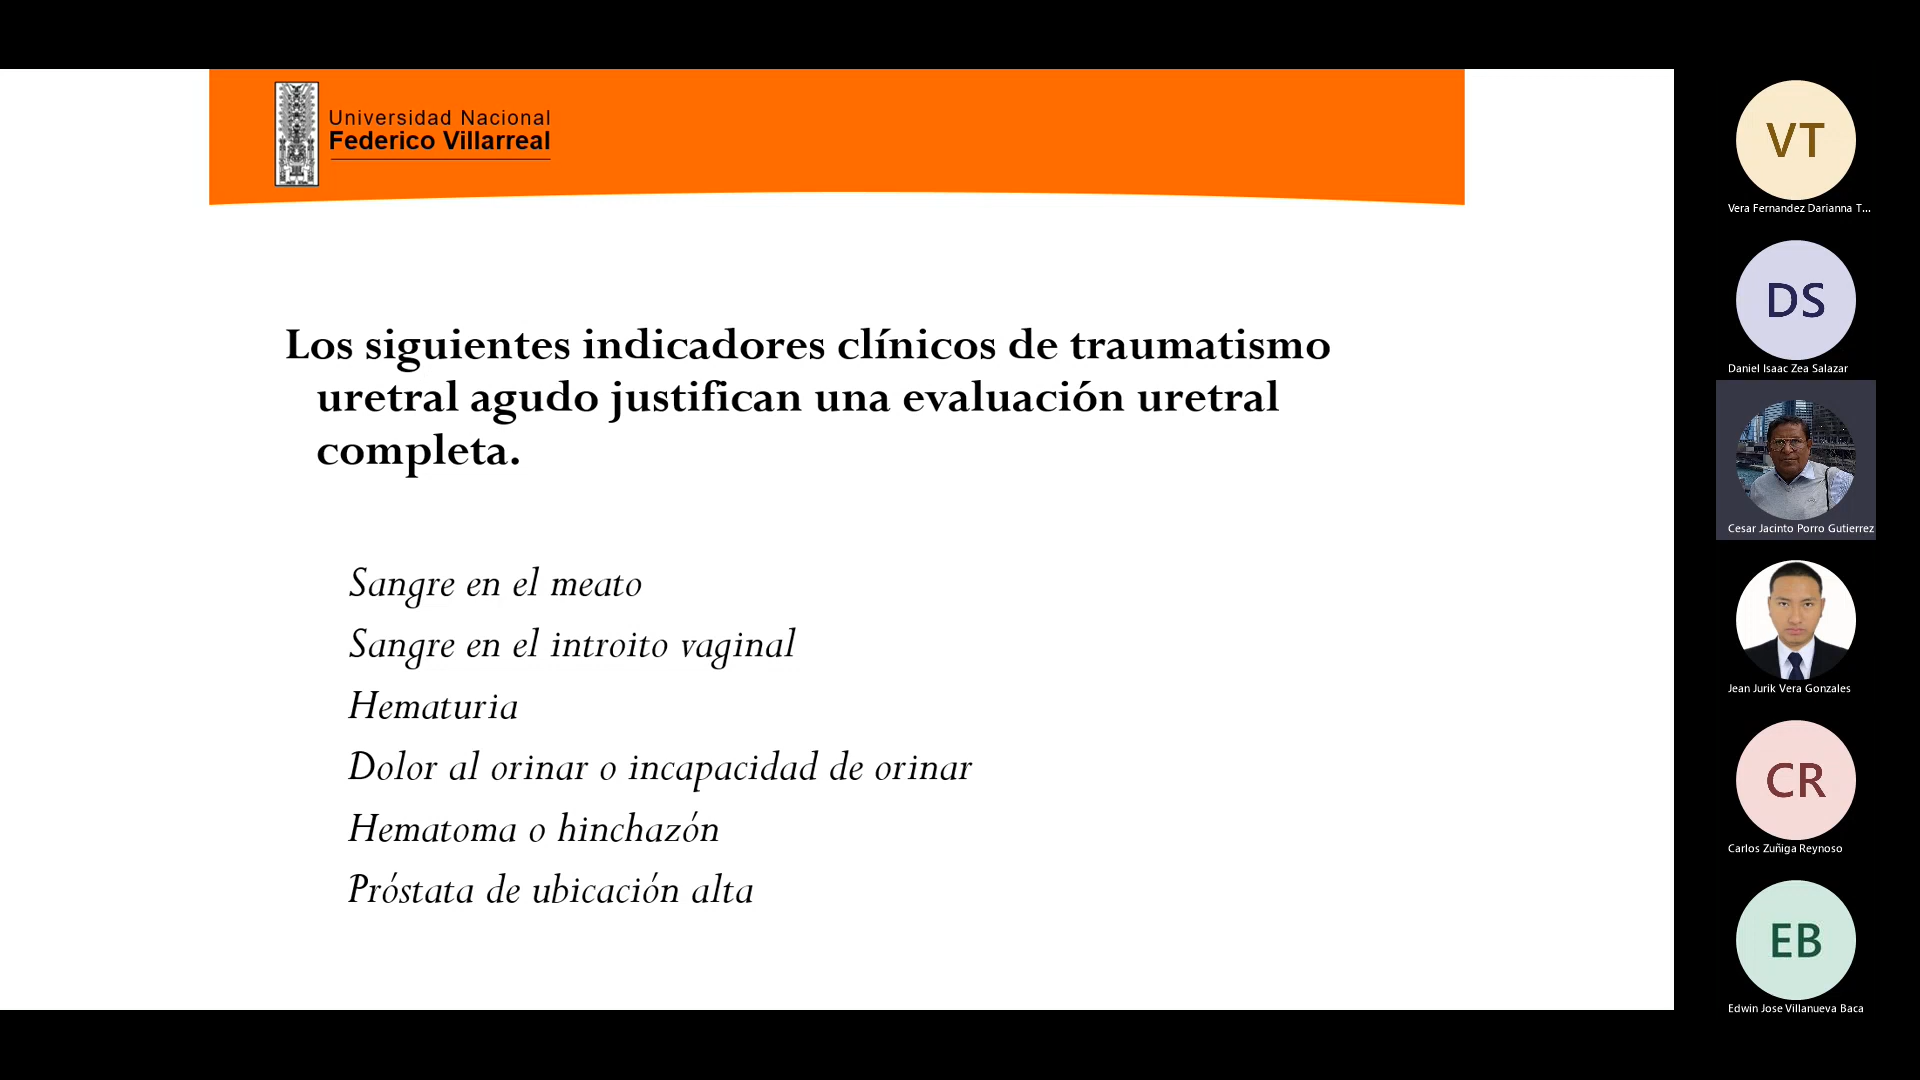 Universidad Nacional
Federico Villarreal
Los siguientes indicadores clínicos de traumatismo
uretral agudo justifican una evaluación uretral
completa.
Sangre en el meato
Sangre en el introito vaginal
Hematuria
Dolor al orinar o incapacidad de orinar
Hematoma o hinchazón
Próstata de ubicación alta
VT
Vera Fernandez Darianna T...
DS
Daniel Isaac Zea Salazar
Cesar Jacinto Porro Gutierrez
Jean Jurik Vera Gonzales
CR
Carlos Zuñiga Reynoso
EB
Edwin Jose Villanueva Baca